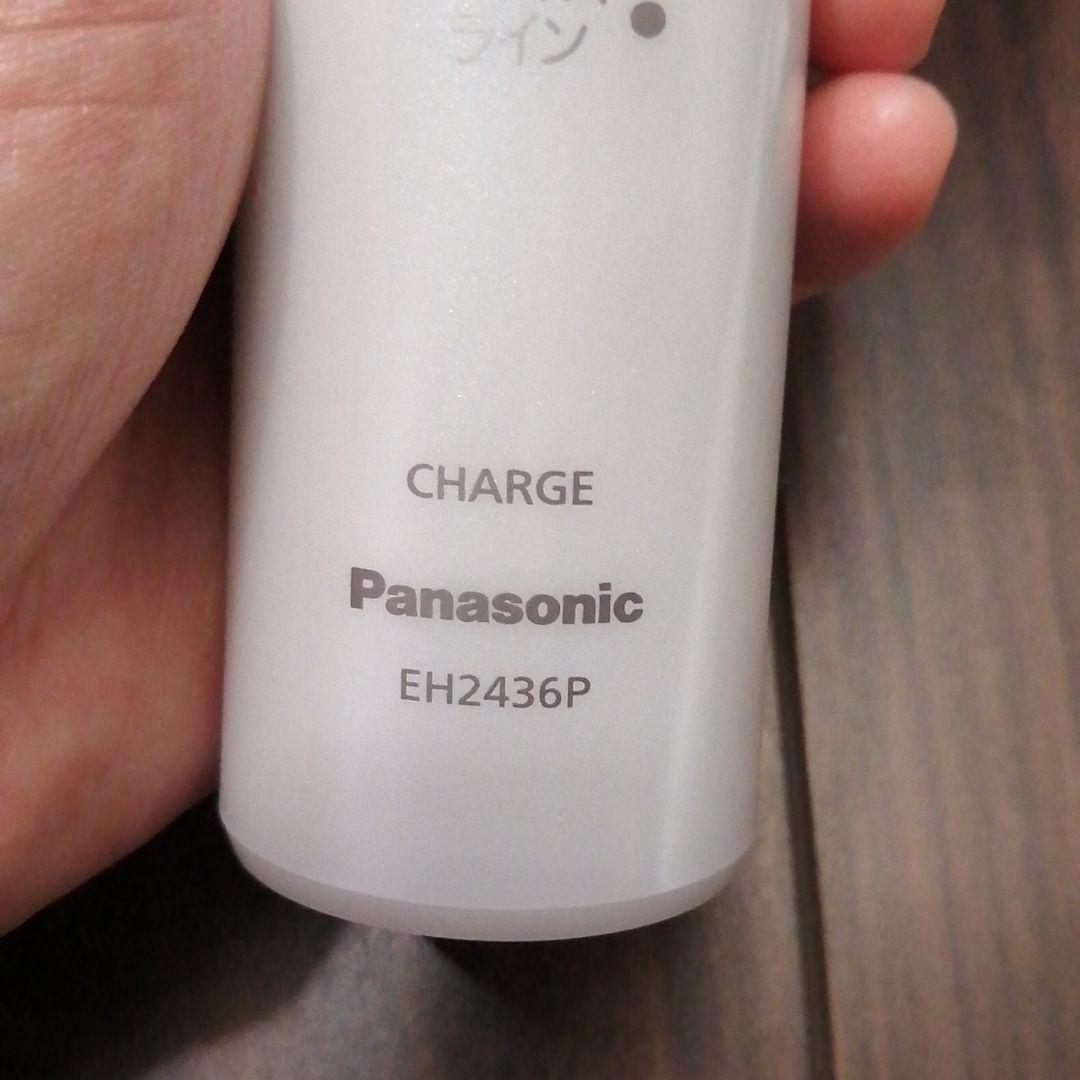 ライン
CHARGE
Panasonic
EH2436P